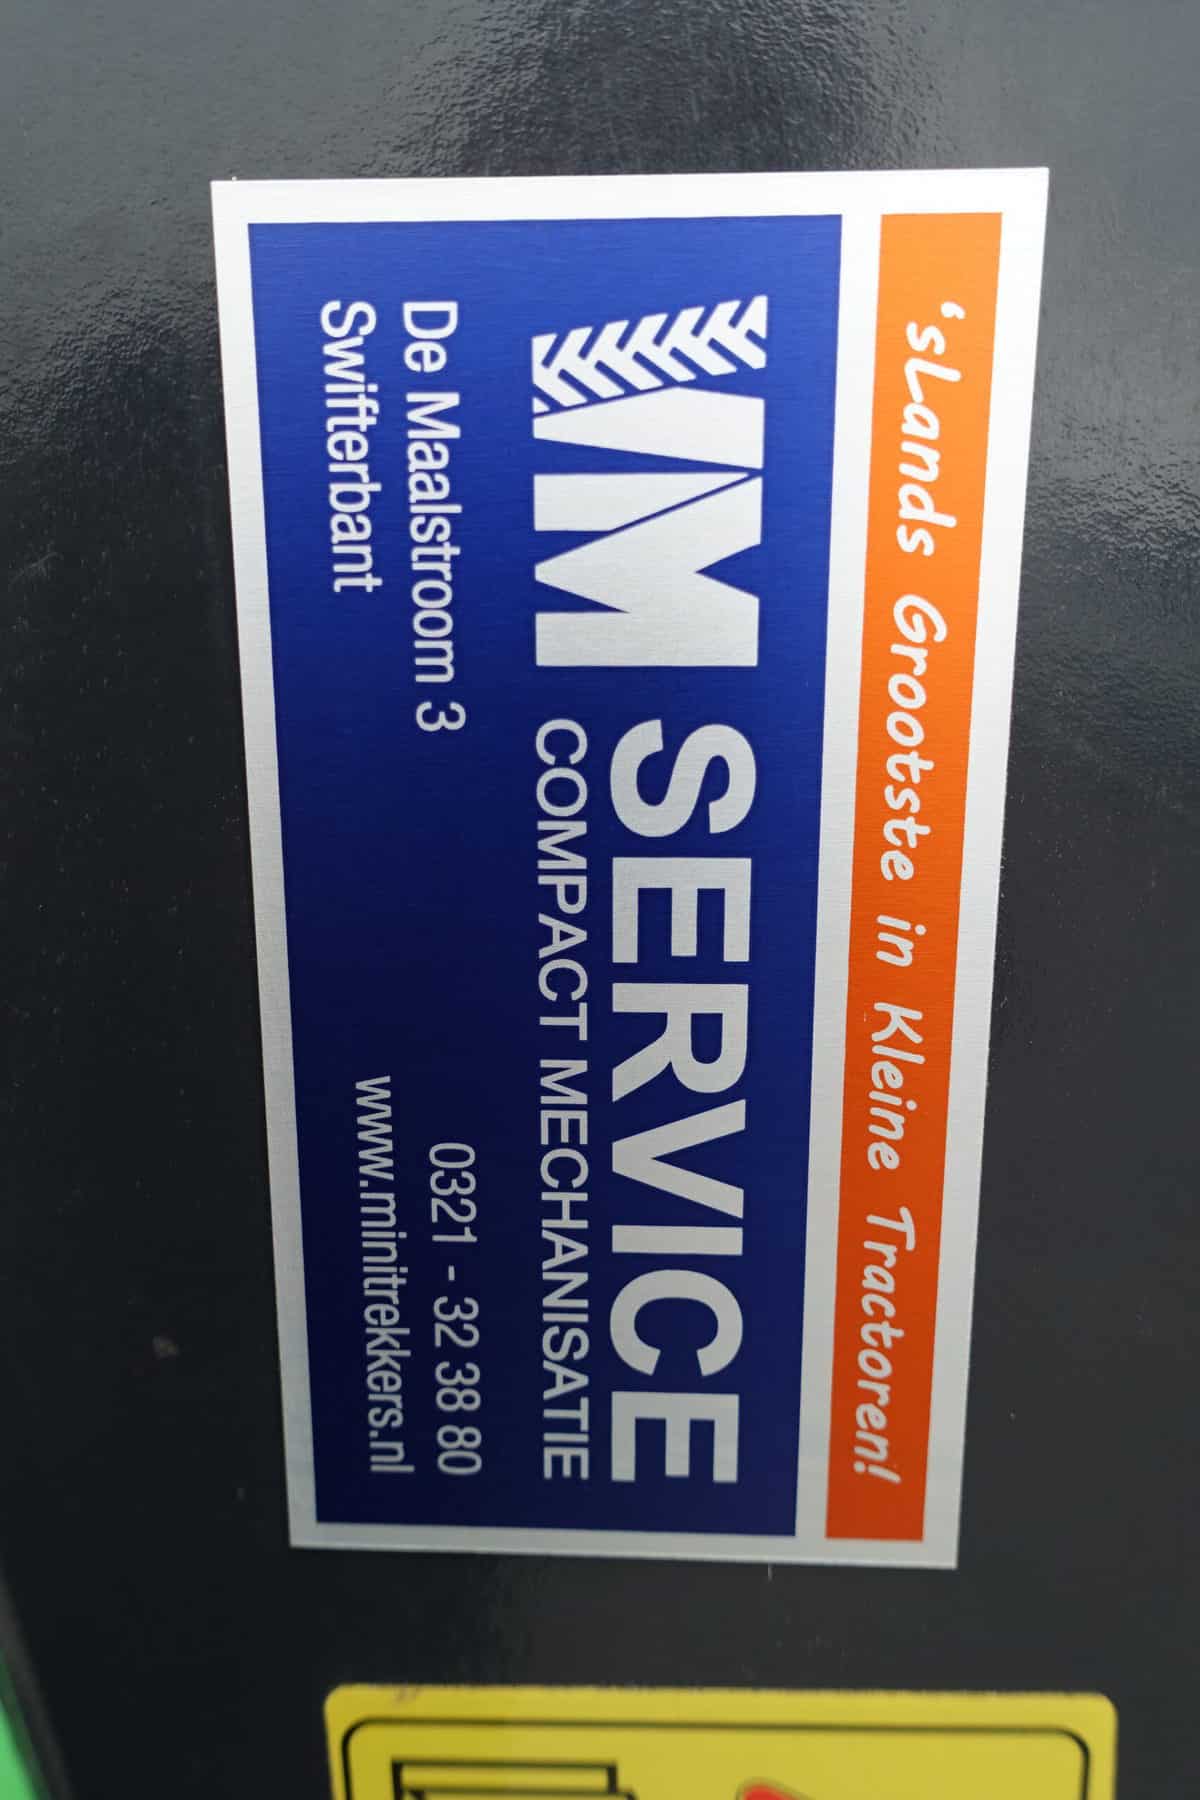 'sLands Grootste in Kleine Tractoren!
VM SERVICE
COMPACT MECHANISATIE
De Maalstroom 3
Swifterbant
0321 - 32 38 80
www.minitrekkers.nl